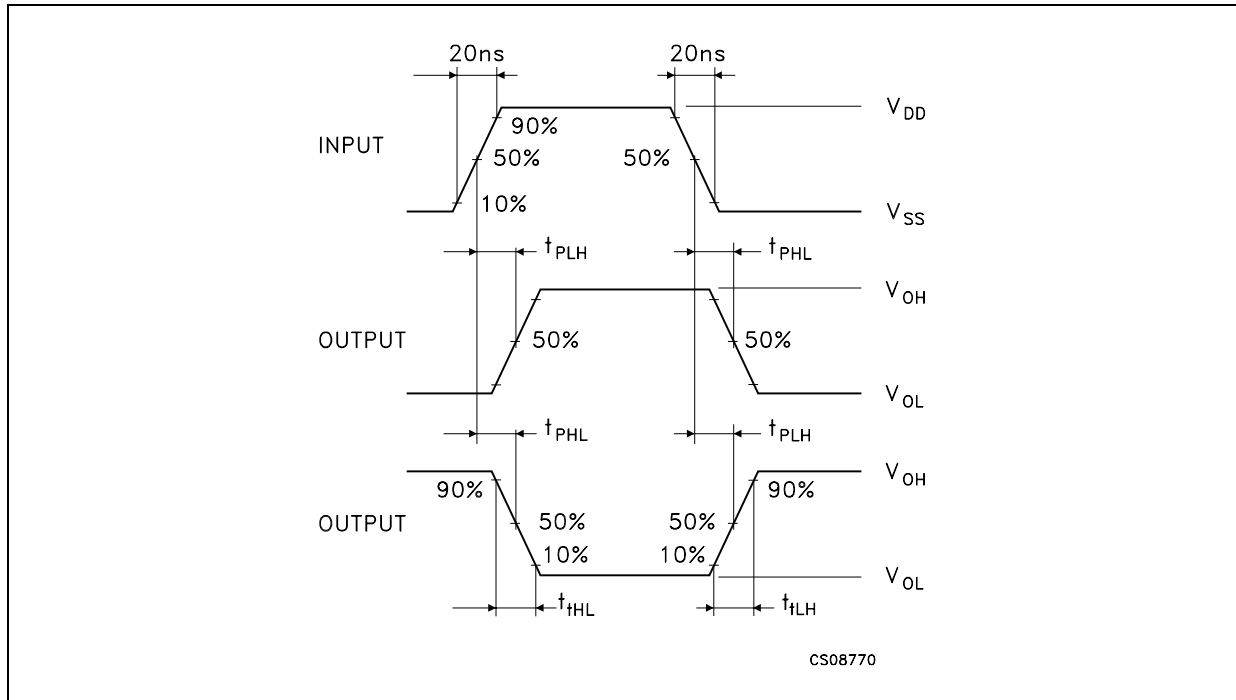 20ns 20ns
V_DD
90%
INPUT
50% 50%
10%
V_SS
t_PLH t_PHL
V_OH
OUTPUT 50% 50%
V_OL
t_PHL t_PLH
V_OH
90% 90%
OUTPUT 50% 50%
10% 10%
V_OL
t_tHL t_tLH
CS08770